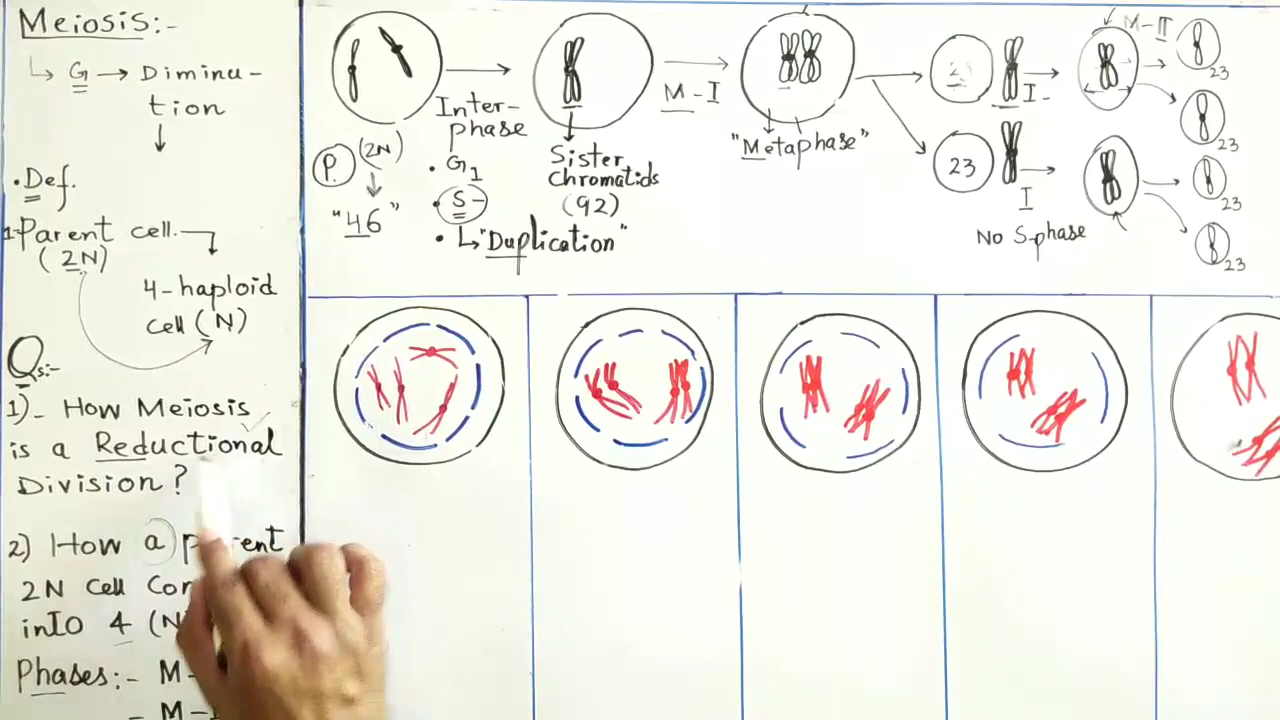 Meiosis:-
↳ G → Diminu-
tion
• Def.
1- Parent cell.
(2N)
4-haploid
cell (N)
Qs:-
1)- How Meiosis
is a Reductional
Division?
2) How a
2N cell
inIO 4 (N
Phases:- M-
- M-
P. (2N)
"46"
Inter-
phase
• G1
• S-
• ↳"Duplication"
Sister
Chromatids
(92)
M-I
"Metaphase"
I-
23
I
No S-phase
M-II
23
23
23
23